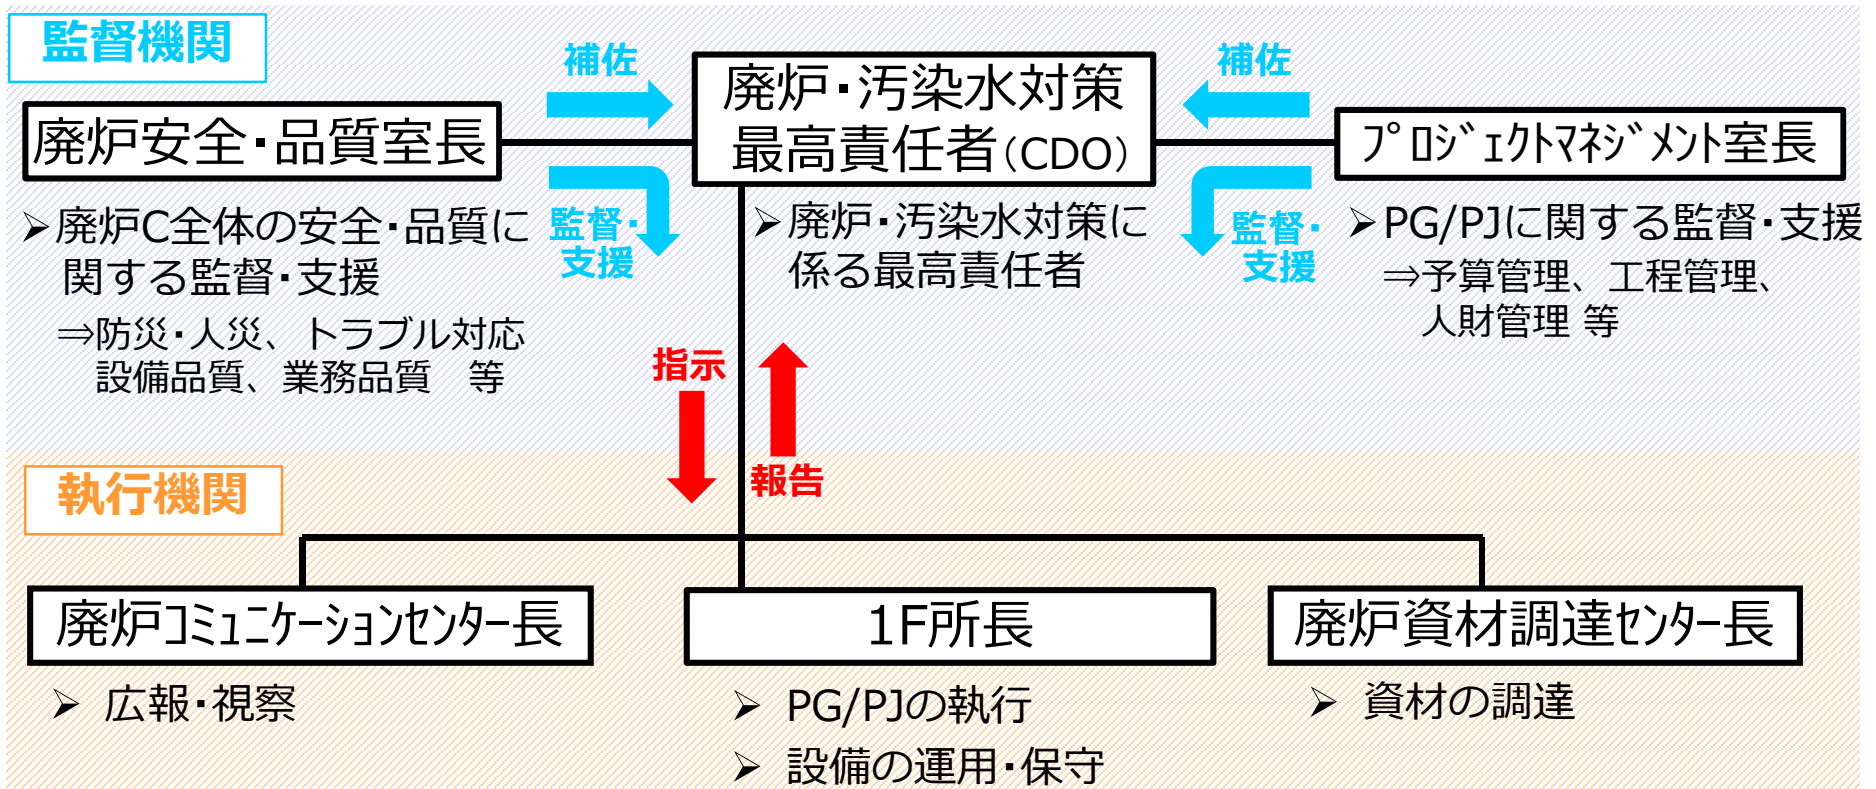 監督機関
補佐
廃炉・汚染水対策
最高責任者(CDO)
補佐
廃炉安全・品質室長
ﾌﾟﾛｼﾞｪｸﾄﾏﾈｼﾞﾒﾝﾄ室長
➢廃炉C全体の安全・品質に
関する監督・支援
⇒防災・人災、トラブル対応
設備品質、業務品質　等
監督・
支援
➢廃炉・汚染水対策に
係る最高責任者
監督・
支援
➢PG/PJに関する監督・支援
⇒予算管理、工程管理、
人財管理 等
指示
報告
執行機関
廃炉ｺﾐｭﾆｹｰｼｮﾝｾﾝﾀｰ長
1F所長
廃炉資材調達ｾﾝﾀｰ長
➢ 広報・視察
➢ PG/PJの執行
➢ 設備の運用・保守
➢ 資材の調達